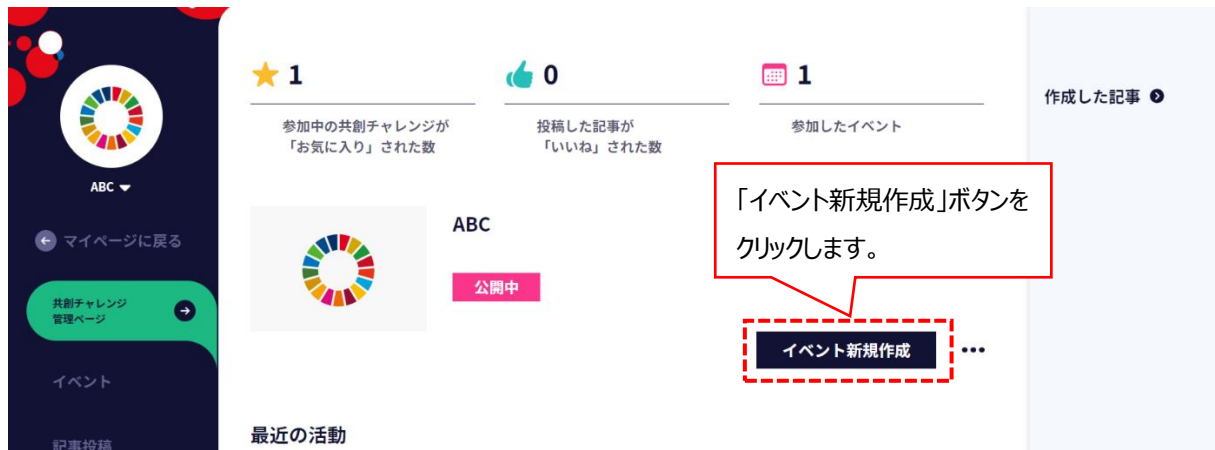 ABC
マイページに戻る
共創チャレンジ
管理ページ
イベント
記事投稿
1
参加中の共創チャレンジが
「お気に入り」された数
0
投稿した記事が
「いいね」された数
1
参加したイベント
作成した記事
ABC
公開中
「イベント新規作成」ボタンを
クリックします。
イベント新規作成
最近の活動